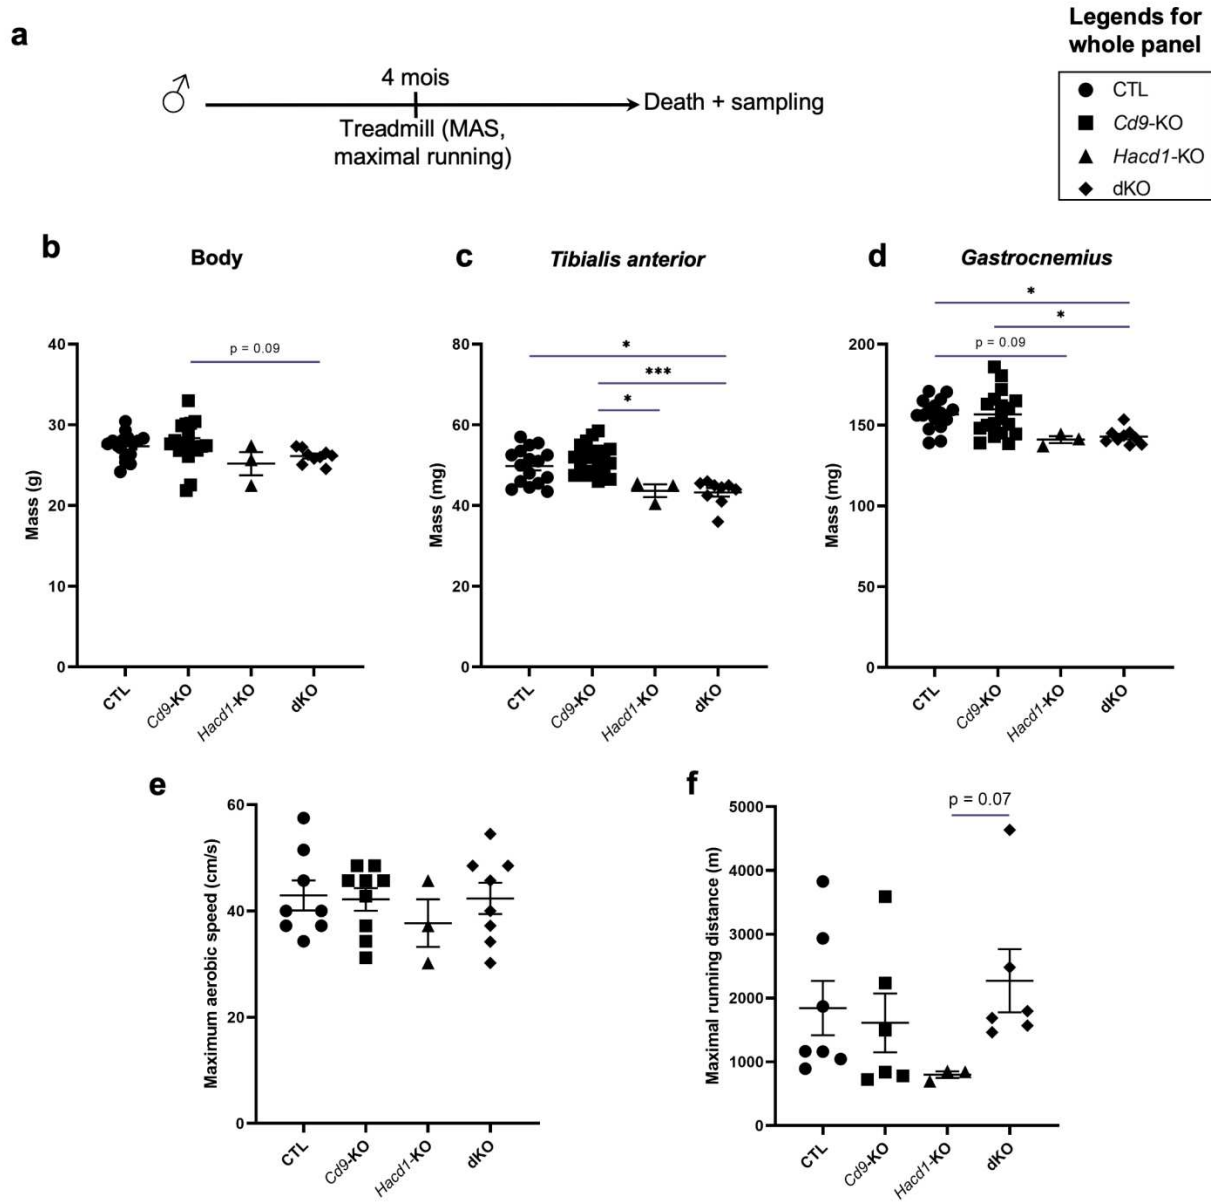 a
Legends for
whole panel
♂
4 mois
Treadmill (MAS,
maximal running)
Death + sampling
CTL
Cd9-KO
Hacd1-KO
dKO
b
Body
p = 0.09
Mass (g)
40
30
20
10
0
CTL
Cd9-KO
Hacd1-KO
dKO
c
Tibialis anterior
*
***
*
Mass (mg)
80
60
40
20
0
CTL
Cd9-KO
Hacd1-KO
dKO
d
Gastrocnemius
*
*
p = 0.09
Mass (mg)
200
150
100
50
0
CTL
Cd9-KO
Hacd1-KO
dKO
e
Maximum aerobic speed (cm/s)
60
40
20
0
CTL
Cd9-KO
Hacd1-KO
dKO
f
p = 0.07
Maximal running distance (m)
5000
4000
3000
2000
1000
0
CTL
Cd9-KO
Hacd1-KO
dKO